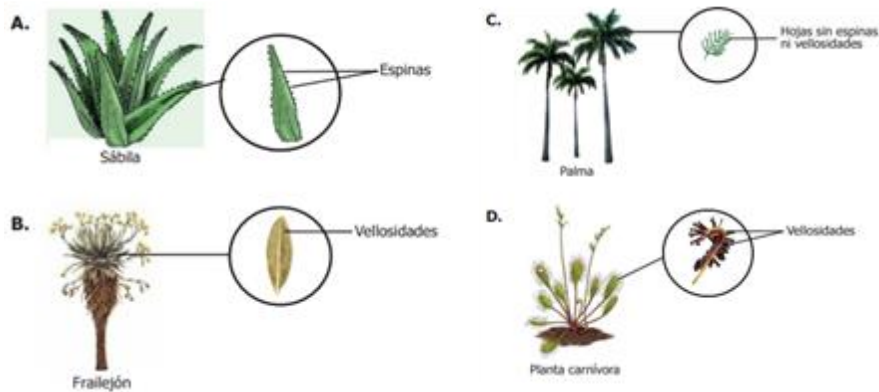 A.
Espinas
Sábila
B.
Vellosidades
Frailejón
C.
Hojas sin espinas
ni vellosidades
Palma
D.
Vellosidades
Planta carnívora